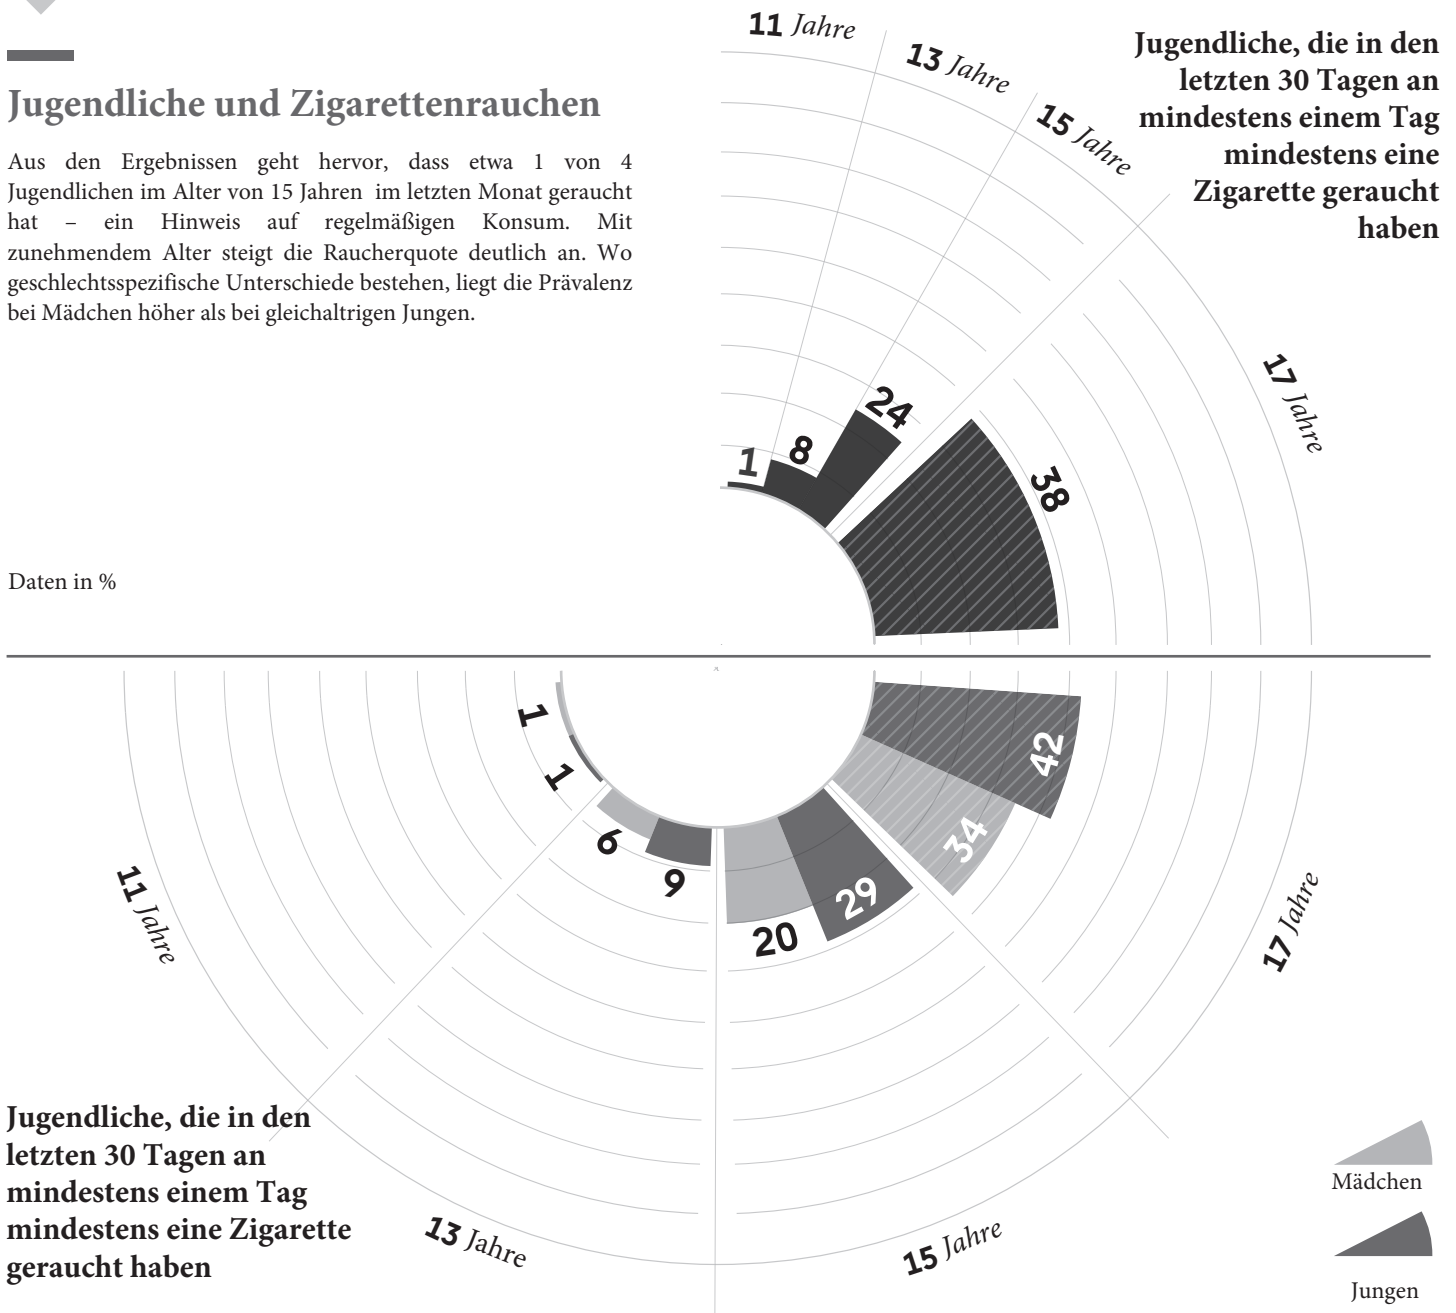 Jugendliche und Zigarettenrauchen
Aus den Ergebnissen geht hervor, dass etwa 1 von 4
Jugendlichen im Alter von 15 Jahren im letzten Monat geraucht
hat – ein Hinweis auf regelmäßigen Konsum. Mit
zunehmendem Alter steigt die Raucherquote deutlich an. Wo
geschlechtsspezifische Unterschiede bestehen, liegt die Prävalenz
bei Mädchen höher als bei gleichaltrigen Jungen.
Daten in %
11 Jahre
13 Jahre
15 Jahre
17 Jahre
Jugendliche, die in den
letzten 30 Tagen an
mindestens einem Tag
mindestens eine
Zigarette geraucht
haben
1
8
24
38
1
1
6
9
20
29
34
42
11 Jahre
13 Jahre
15 Jahre
17 Jahre
Jugendliche, die in den
letzten 30 Tagen an
mindestens einem Tag
mindestens eine Zigarette
geraucht haben
Mädchen
Jungen